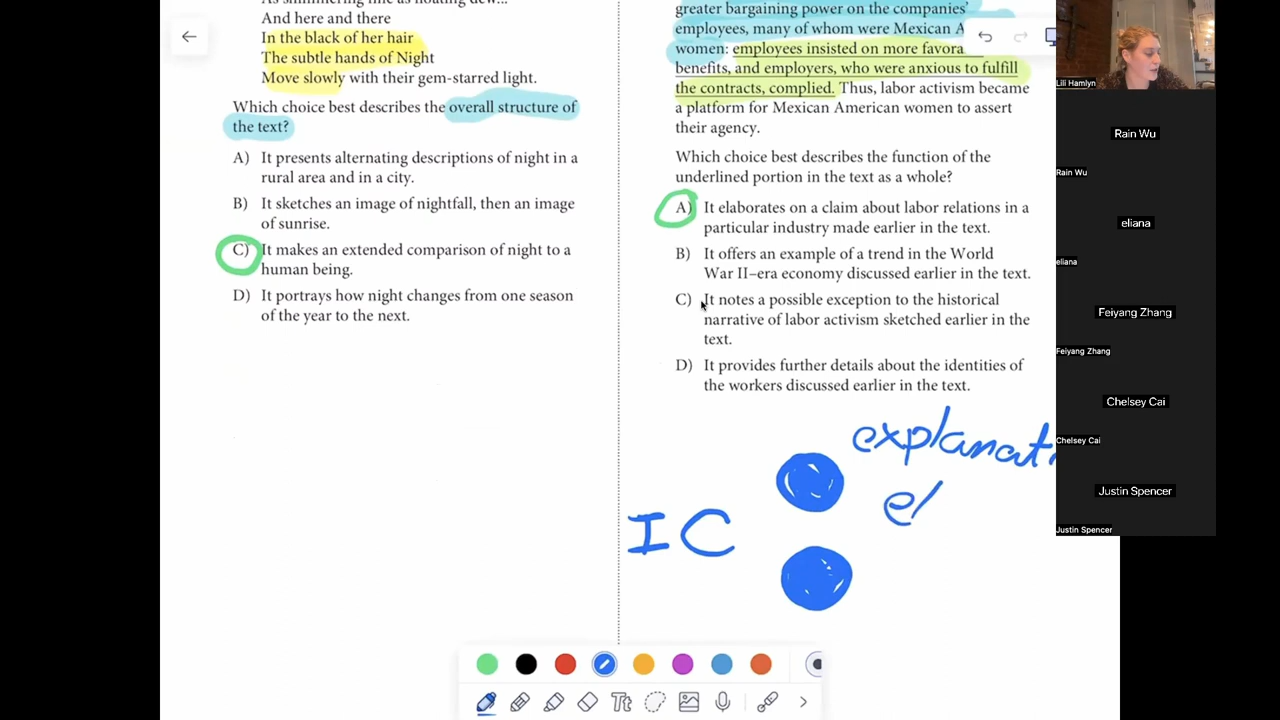 As shimmering mist as floating dew...
And here and there
In the black of her hair
The subtle hands of Night
Move slowly with their gem-starred light.
Which choice best describes the overall structure of
the text?
A) It presents alternating descriptions of night in a
rural area and in a city.
B) It sketches an image of nightfall, then an image
of sunrise.
C) It makes an extended comparison of night to a
human being.
D) It portrays how night changes from one season
of the year to the next.
greater bargaining power on the companies'
employees, many of whom were Mexican A
women: employees insisted on more favora
benefits, and employers, who were anxious to fulfill
the contracts, complied. Thus, labor activism became
a platform for Mexican American women to assert
their agency.
Which choice best describes the function of the
underlined portion in the text as a whole?
A) It elaborates on a claim about labor relations in a
particular industry made earlier in the text.
B) It offers an example of a trend in the World
War II–era economy discussed earlier in the text.
C) It notes a possible exception to the historical
narrative of labor activism sketched earlier in the
text.
D) It provides further details about the identities of
the workers discussed earlier in the text.
explanati
el
IC
Tt
Lili Hamlyn
Rain Wu
Rain Wu
eliana
eliana
Feiyang Zhang
Feiyang Zhang
Chelsey Cai
Chelsey Cai
Justin Spencer
Justin Spencer